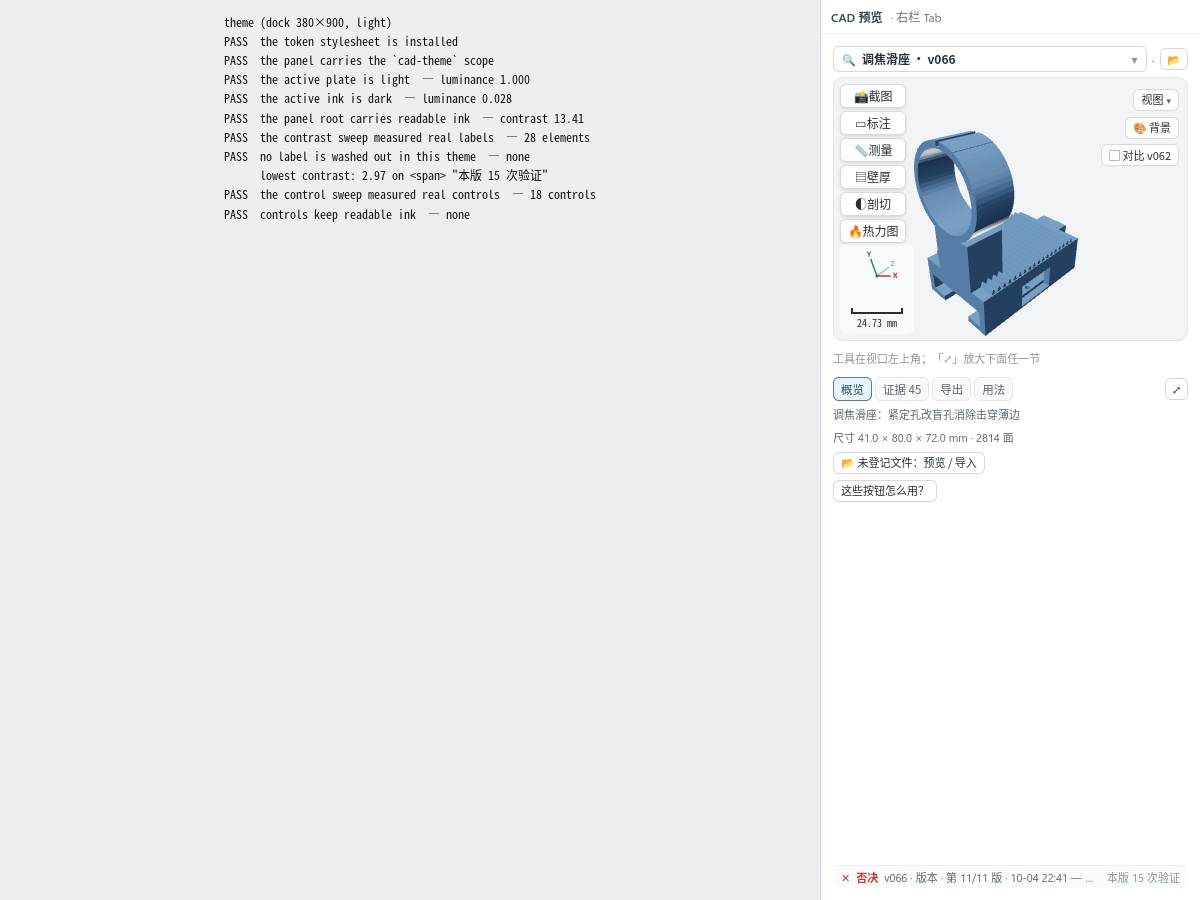 theme (dock 380×900, light)
PASS  the token stylesheet is installed
PASS  the panel carries the `cad-theme` scope
PASS  the active plate is light  — luminance 1.000
PASS  the active ink is dark  — luminance 0.028
PASS  the panel root carries readable ink  — contrast 13.41
PASS  the contrast sweep measured real labels  — 28 elements
PASS  no label is washed out in this theme  — none
lowest contrast: 2.97 on <span> "本版 15 次验证"
PASS  the control sweep measured real controls  — 18 controls
PASS  controls keep readable ink  — none
CAD 预览 · 右栏 Tab
🔍 调焦滑座 · v066 ▾ · 📂
📸截图
▭标注
📏测量
▤壁厚
◐剖切
🔥热力图
视图 ▾
🎨 背景
对比 v062
Y
Z
X
24.73 mm
工具在视口左上角；「⤢」放大下面任一节
概览 证据 45 导出 用法 ⤢
调焦滑座：紧定孔改盲孔消除击穿薄边
尺寸 41.0 × 80.0 × 72.0 mm · 2814 面
📂 未登记文件：预览 / 导入
这些按钮怎么用？
✕ 否决 v066 · 版本 · 第 11/11 版 · 10-04 22:41 — … 本版 15 次验证